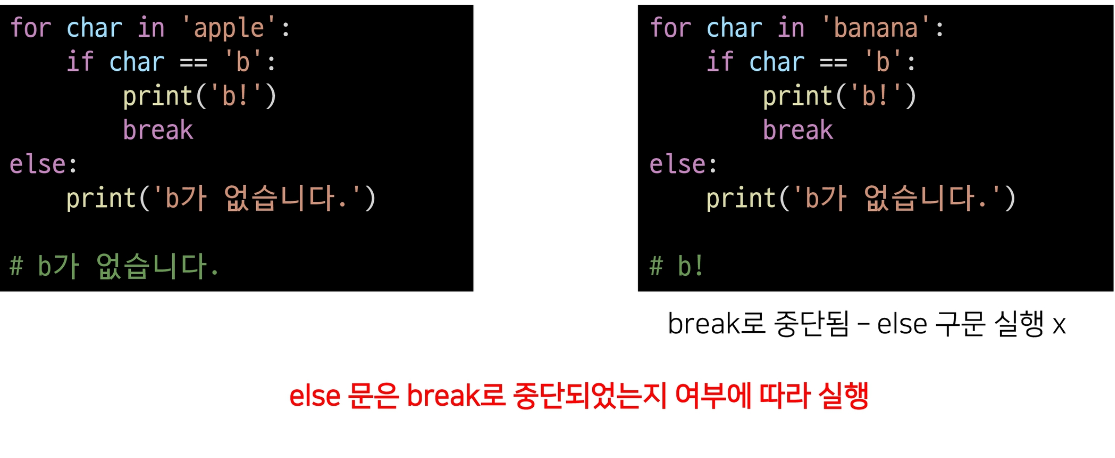 for char in 'apple':
    if char == 'b':
        print('b!')
        break
else:
    print('b가 없습니다.')

# b가 없습니다.
for char in 'banana':
    if char == 'b':
        print('b!')
        break
else:
    print('b가 없습니다.')

# b!
break로 중단됨 – else 구문 실행 x
else 문은 break로 중단되었는지 여부에 따라 실행